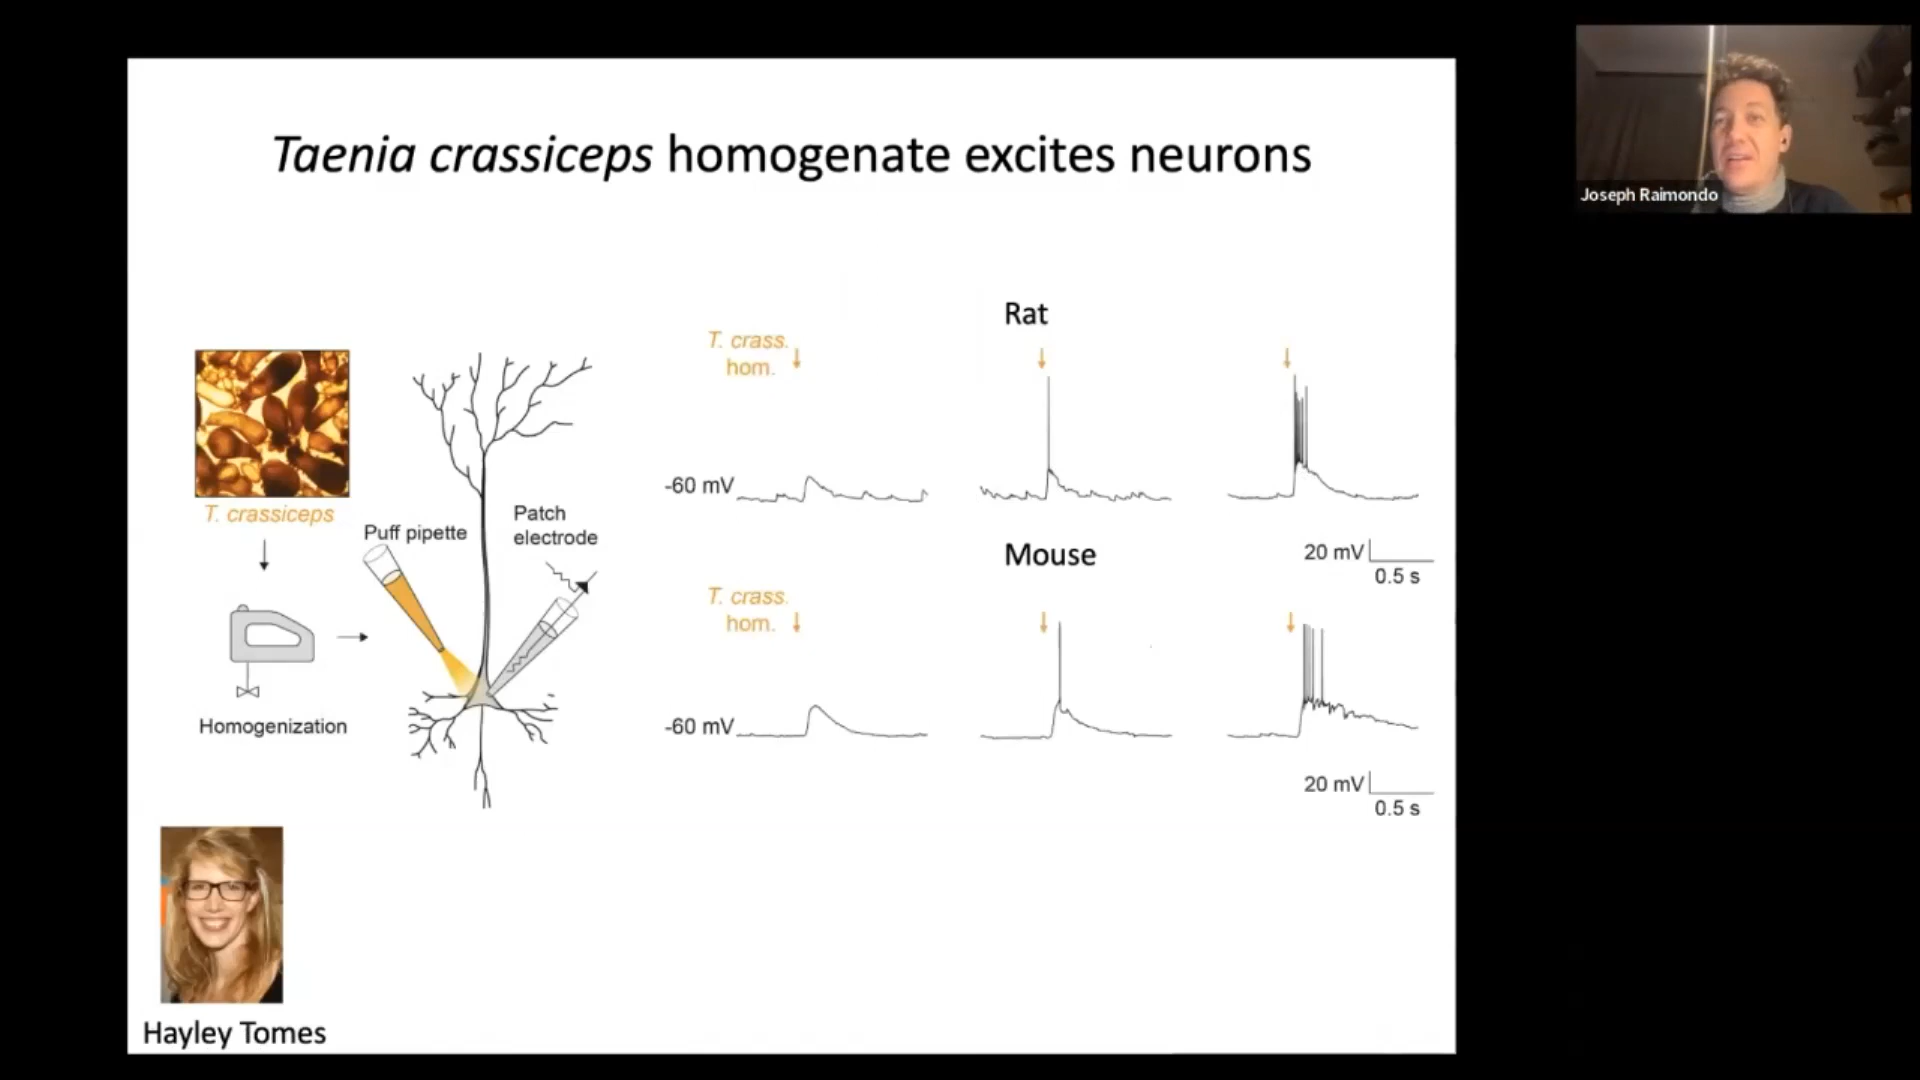 Taenia crassiceps homogenate excites neurons
Joseph Raimondo
T. crassiceps
Homogenization
Puff pipette
Patch
electrode
Rat
T. crass.
hom.
-60 mV
20 mV
0.5 s
Mouse
T. crass.
hom.
-60 mV
20 mV
0.5 s
Hayley Tomes